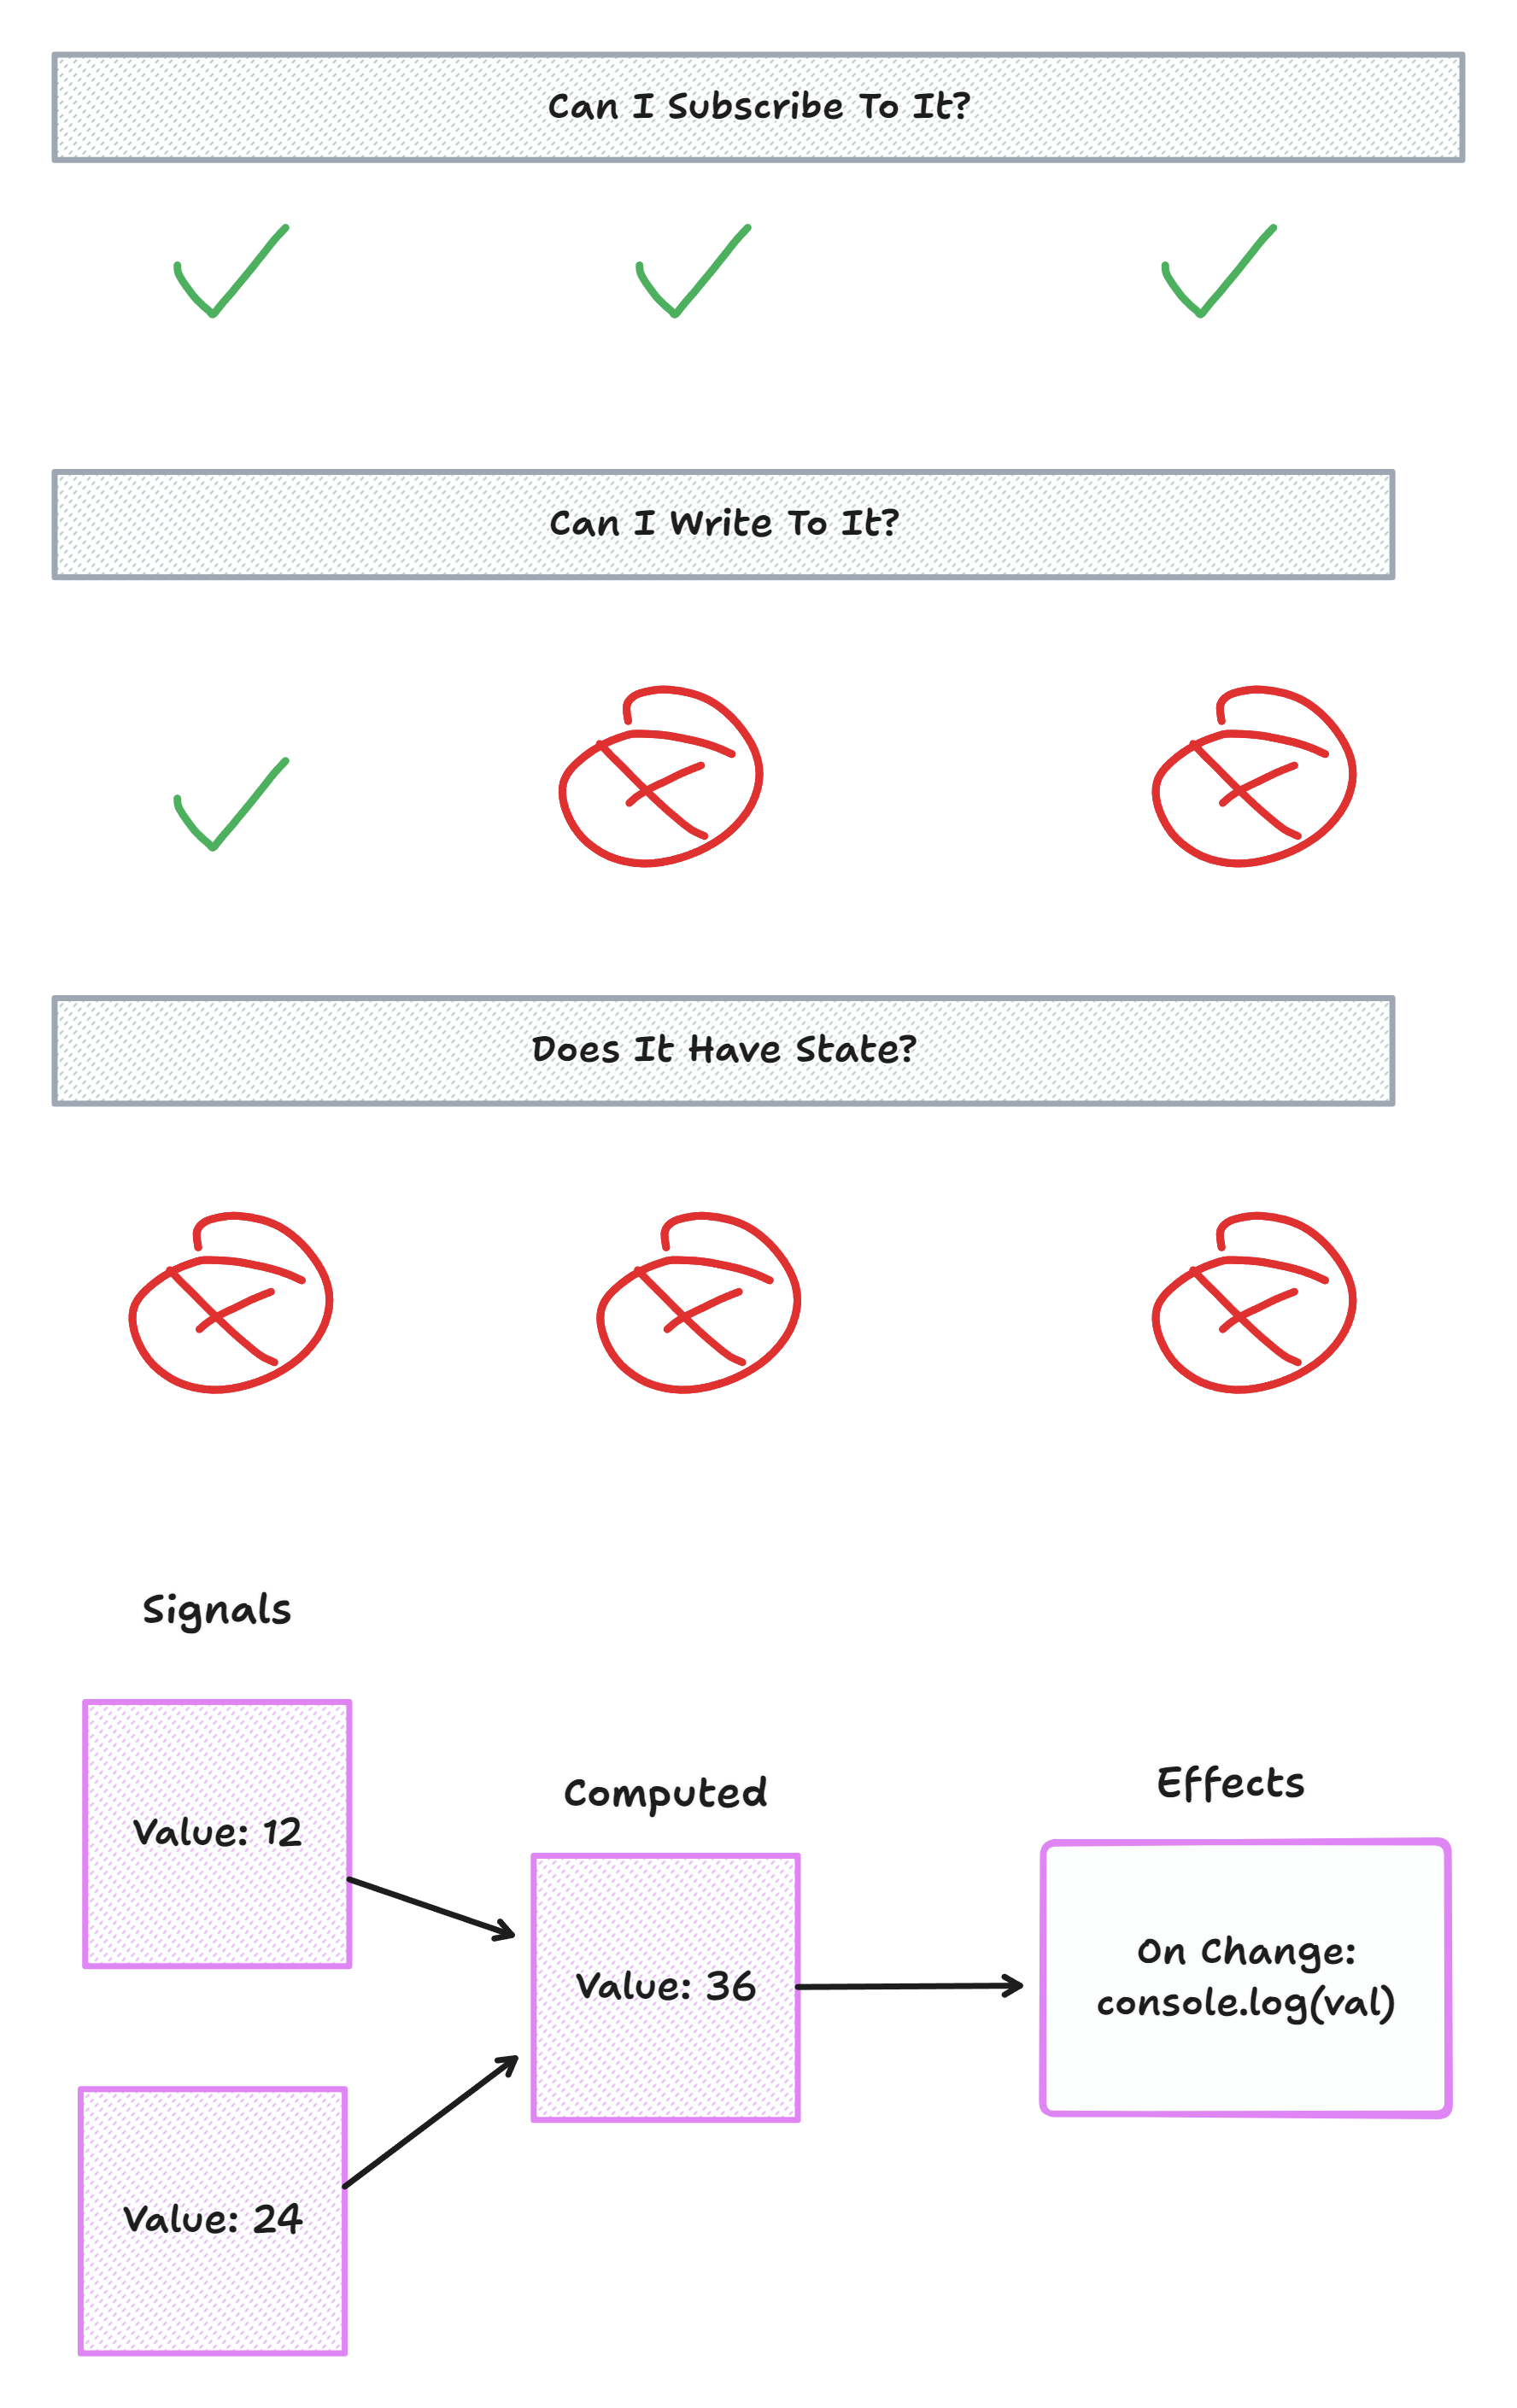 Can I Subscribe To It?
Can I Write To It?
Does It Have State?
Signals
Value: 12
Computed
Value: 36
Effects
On Change:
console.log(val)
Value: 24